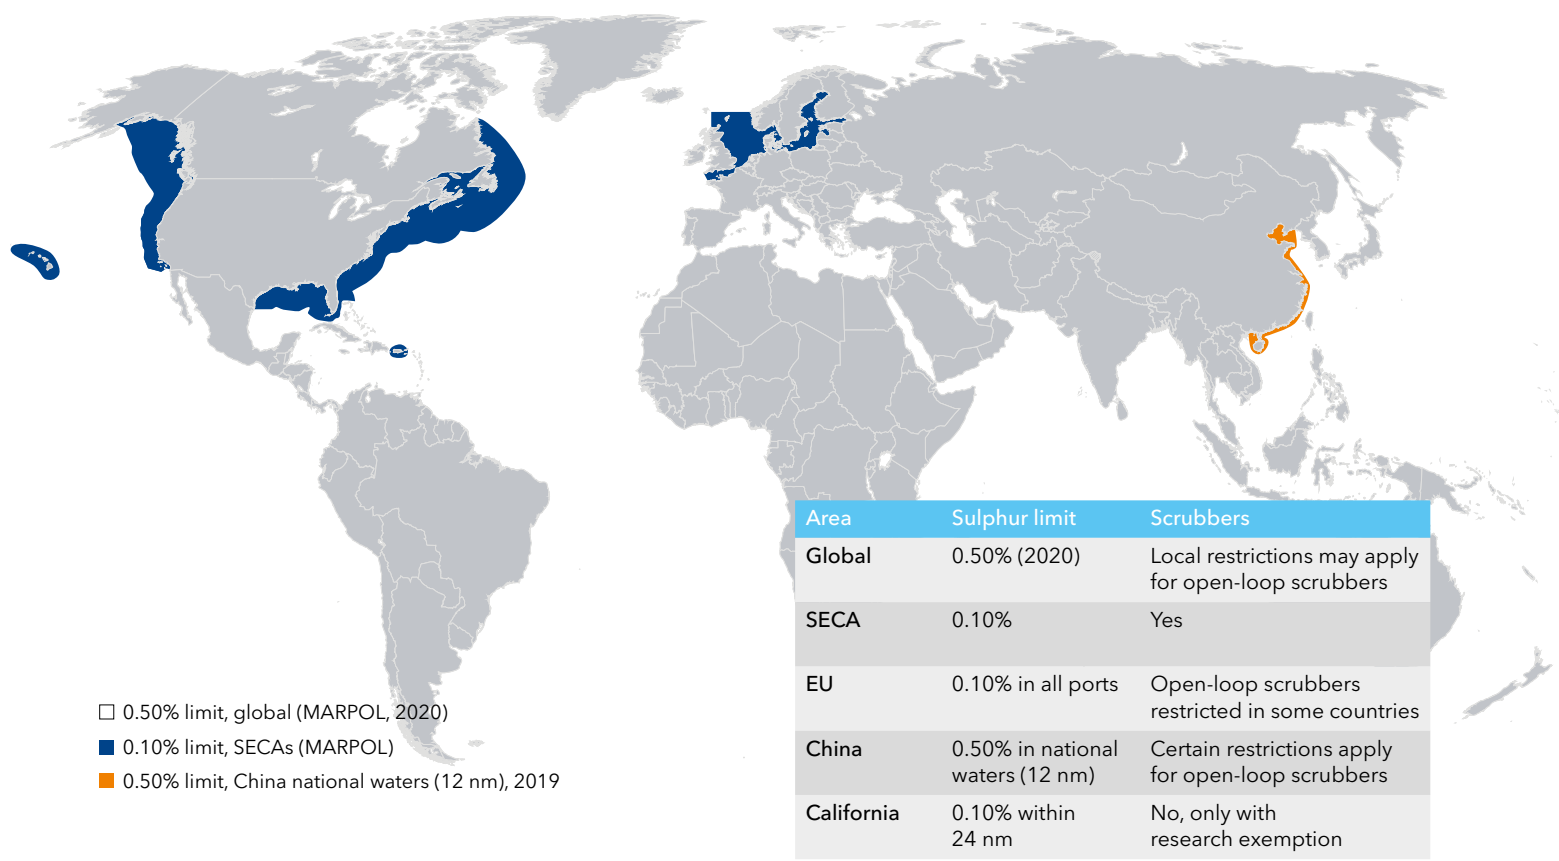 Area Sulphur limit Scrubbers
Global 0.50% (2020) Local restrictions may apply
for open-loop scrubbers
SECA 0.10% Yes
EU 0.10% in all ports Open-loop scrubbers
restricted in some countries
China 0.50% in national Certain restrictions apply
waters (12 nm) for open-loop scrubbers
California 0.10% within No, only with
24 nm research exemption
0.50% limit, global (MARPOL, 2020)
0.10% limit, SECAs (MARPOL)
0.50% limit, China national waters (12 nm), 2019